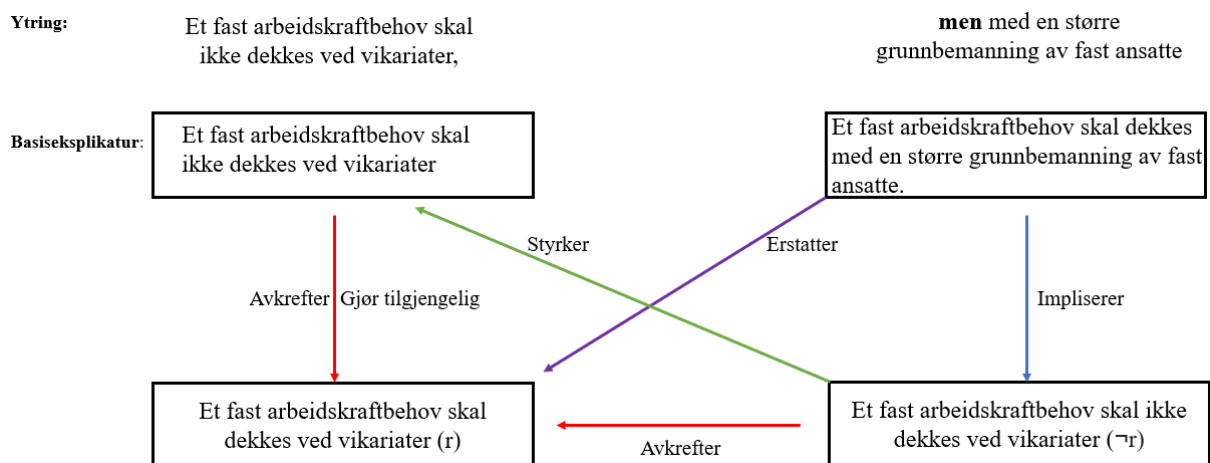 Ytring:
Et fast arbeidskraftbehov skal
ikke dekkes ved vikariater,
men med en større
grunnbemanning av fast ansatte
Basiseksplikatur:
Et fast arbeidskraftbehov skal
ikke dekkes ved vikariater
Et fast arbeidskraftbehov skal dekkes
med en større grunnbemanning av fast
ansatte.
Styrker
Erstatter
Avkrefter
Gjør tilgjengelig
Impliserer
Et fast arbeidskraftbehov skal
dekkes ved vikariater (r)
Avkrefter
Et fast arbeidskraftbehov skal ikke
dekkes ved vikariater (¬r)